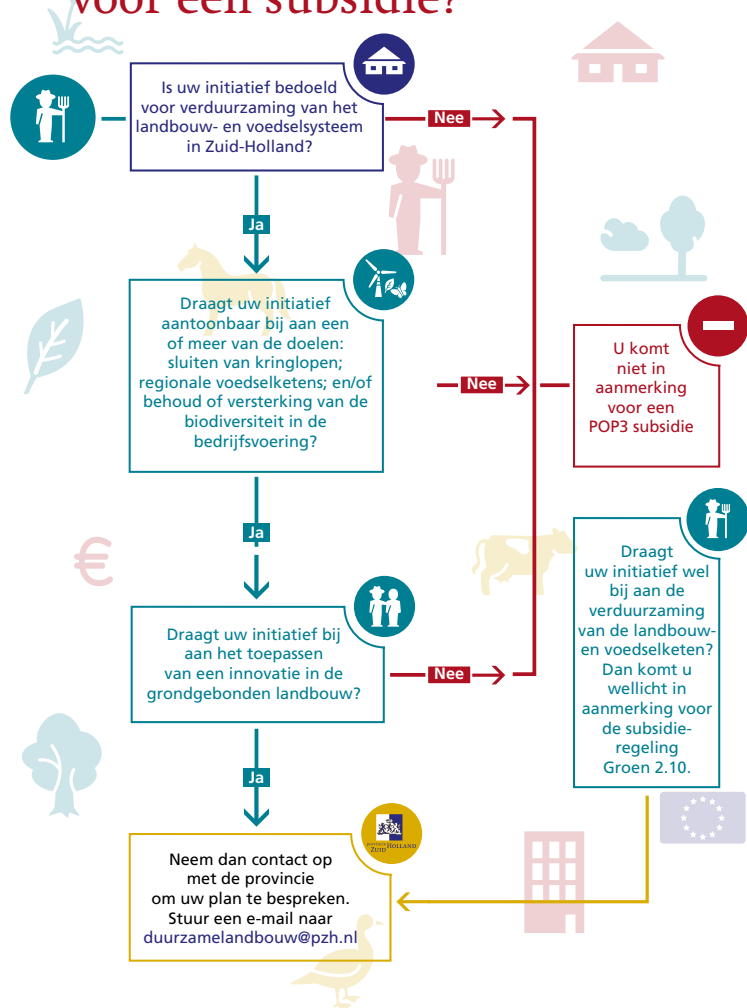 voor een subsidie?
Is uw initiatief bedoeld
voor verduurzaming van het
landbouw- en voedselsysteem
in Zuid-Holland?
Nee
Ja
Draagt uw initiatief
aantoonbaar bij aan een
of meer van de doelen:
sluiten van kringlopen;
regionale voedselketens; en/of
behoud of versterking van de
biodiversiteit in de
bedrijfsvoering?
Nee
U komt
niet in
aanmerking
voor een
POP3 subsidie
Ja
Draagt uw initiatief bij
aan het toepassen
van een innovatie in de
grondgebonden landbouw?
Nee
Draagt
uw initiatief wel
bij aan de
verduurzaming
van de landbouw-
en voedselketen?
Dan komt u
wellicht in
aanmerking voor
de subsidie-
regeling
Groen 2.10.
Ja
provincie
ZUID HOLLAND
Neem dan contact op
met de provincie
om uw plan te bespreken.
Stuur een e-mail naar
duurzamelandbouw@pzh.nl
€